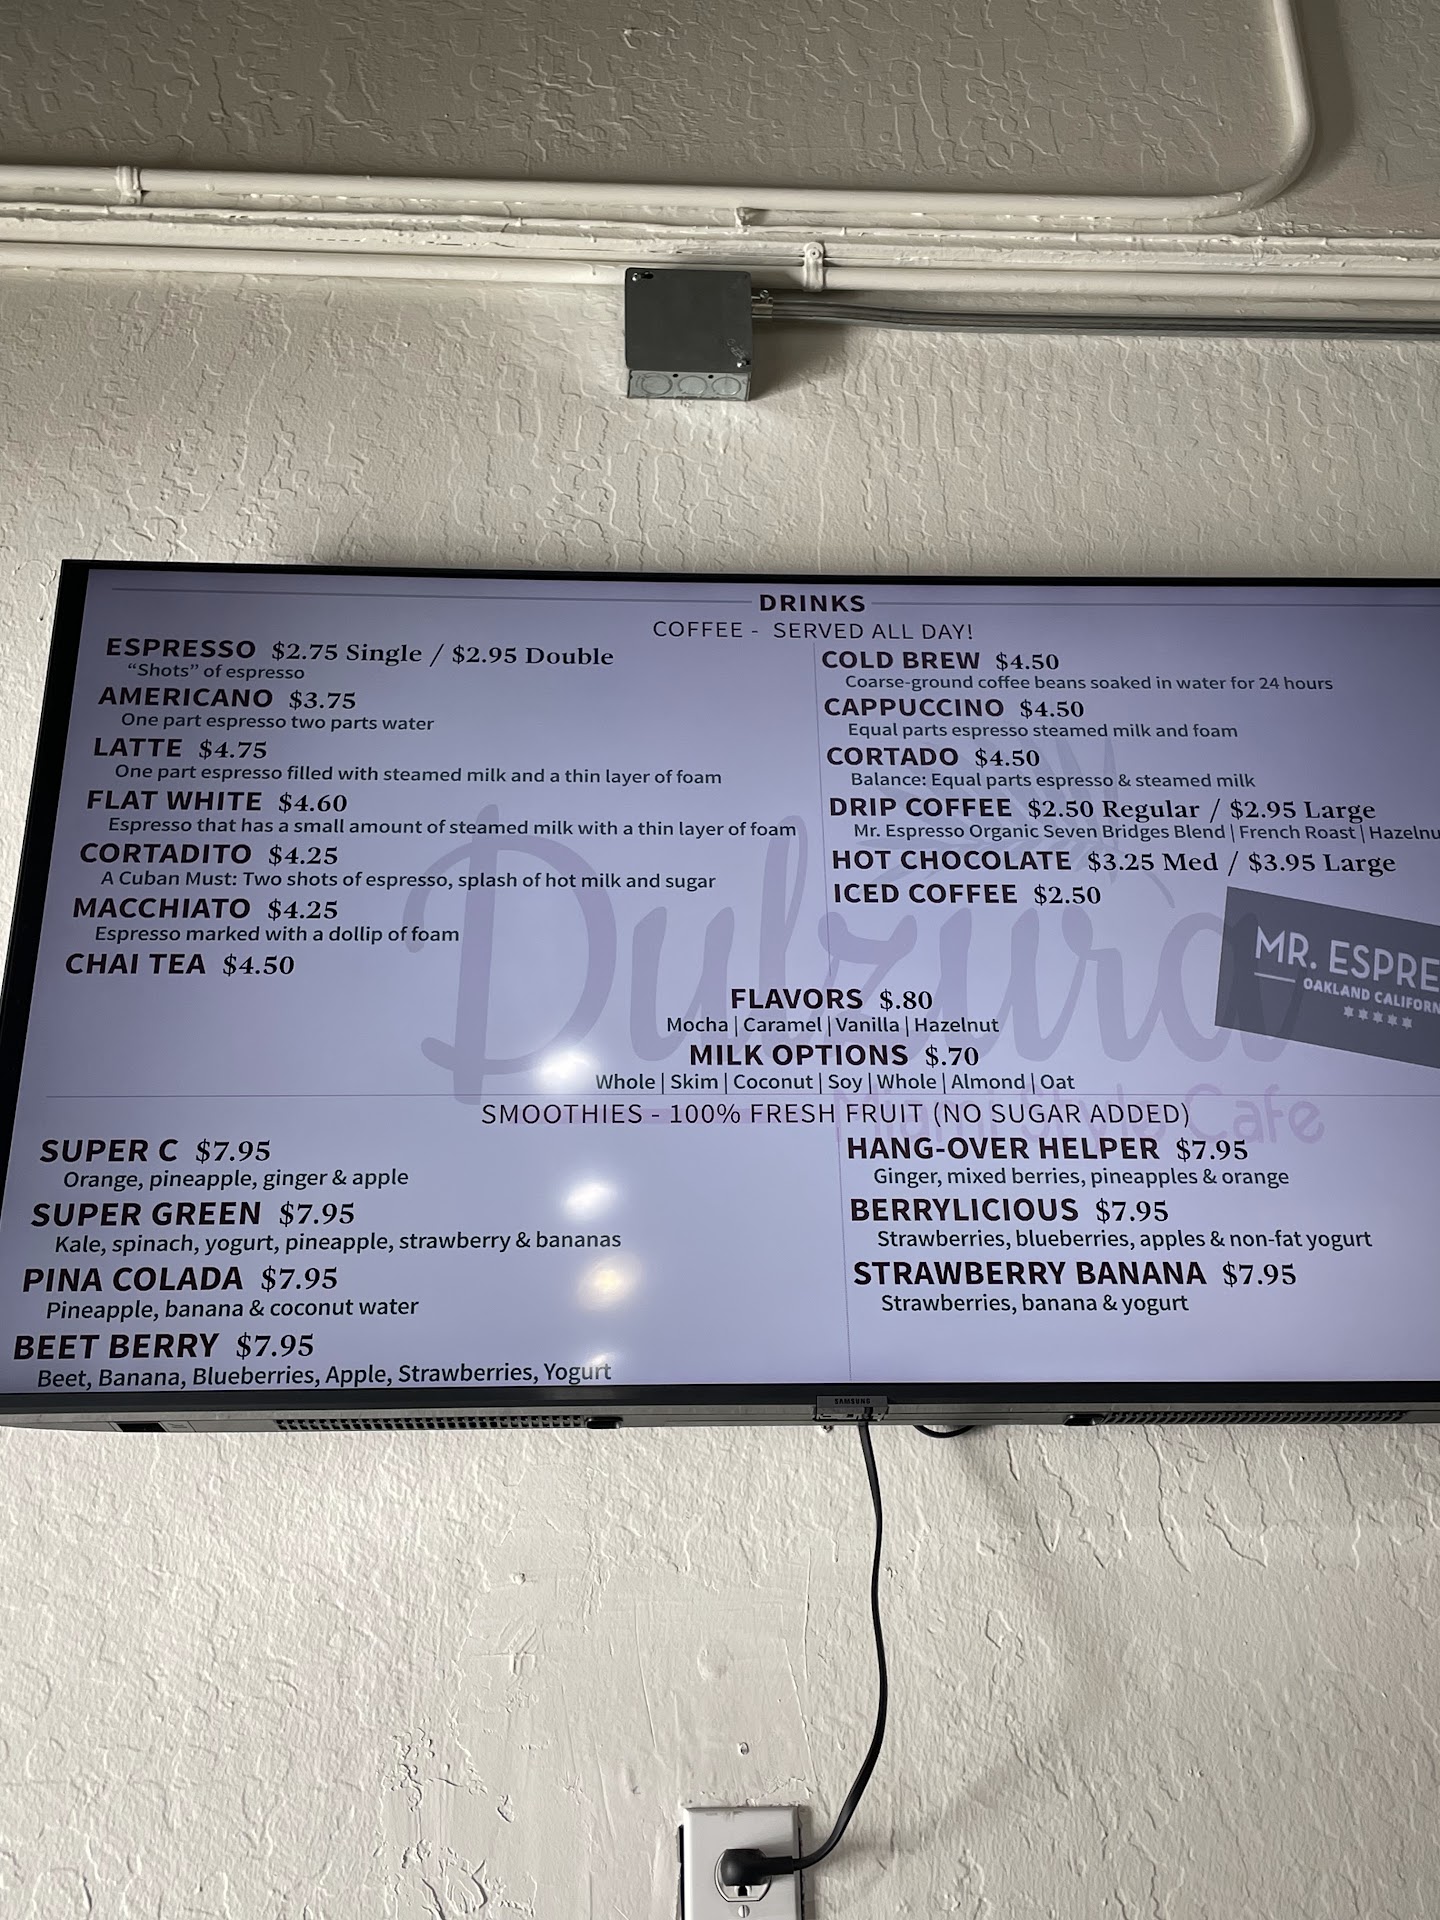 DRINKS
COFFEE - SERVED ALL DAY!
ESPRESSO $2.75 Single / $2.95 Double
“Shots” of espresso
AMERICANO $3.75
One part espresso two parts water
LATTE $4.75
One part espresso filled with steamed milk and a thin layer of foam
FLAT WHITE $4.60
Espresso that has a small amount of steamed milk with a thin layer of foam
CORTADITO $4.25
A Cuban Must: Two shots of espresso, splash of hot milk and sugar
MACCHIATO $4.25
Espresso marked with a dollip of foam
CHAI TEA $4.50
COLD BREW $4.50
Coarse-ground coffee beans soaked in water for 24 hours
CAPPUCCINO $4.50
Equal parts espresso steamed milk and foam
CORTADO $4.50
Balance: Equal parts espresso & steamed milk
DRIP COFFEE $2.50 Regular / $2.95 Large
Mr. Espresso Organic Seven Bridges Blend | French Roast | Hazelnu
HOT CHOCOLATE $3.25 Med / $3.95 Large
ICED COFFEE $2.50
MR. ESPRE
OAKLAND CALIFORN
Dulzura
Miami Style Cafe
FLAVORS $.80
Mocha | Caramel | Vanilla | Hazelnut
MILK OPTIONS $.70
Whole | Skim | Coconut | Soy | Whole | Almond | Oat
SMOOTHIES - 100% FRESH FRUIT (NO SUGAR ADDED)
SUPER C $7.95
Orange, pineapple, ginger & apple
SUPER GREEN $7.95
Kale, spinach, yogurt, pineapple, strawberry & bananas
PINA COLADA $7.95
Pineapple, banana & coconut water
BEET BERRY $7.95
Beet, Banana, Blueberries, Apple, Strawberries, Yogurt
HANG-OVER HELPER $7.95
Ginger, mixed berries, pineapples & orange
BERRYLICIOUS $7.95
Strawberries, blueberries, apples & non-fat yogurt
STRAWBERRY BANANA $7.95
Strawberries, banana & yogurt
SAMSUNG